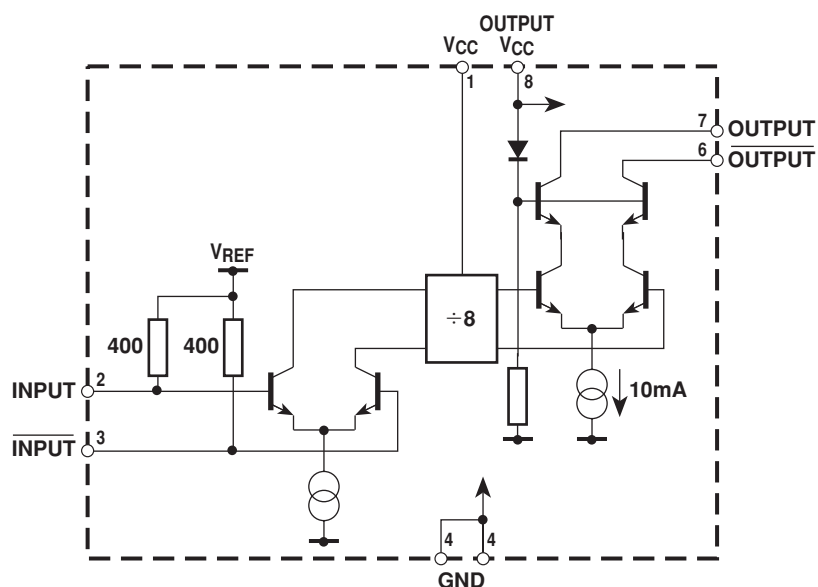 OUTPUT
VCC VCC
1 8
7 OUTPUT
6 OUTPUT
VREF
÷8
400 400
INPUT 2
10mA
INPUT 3
4 4
GND